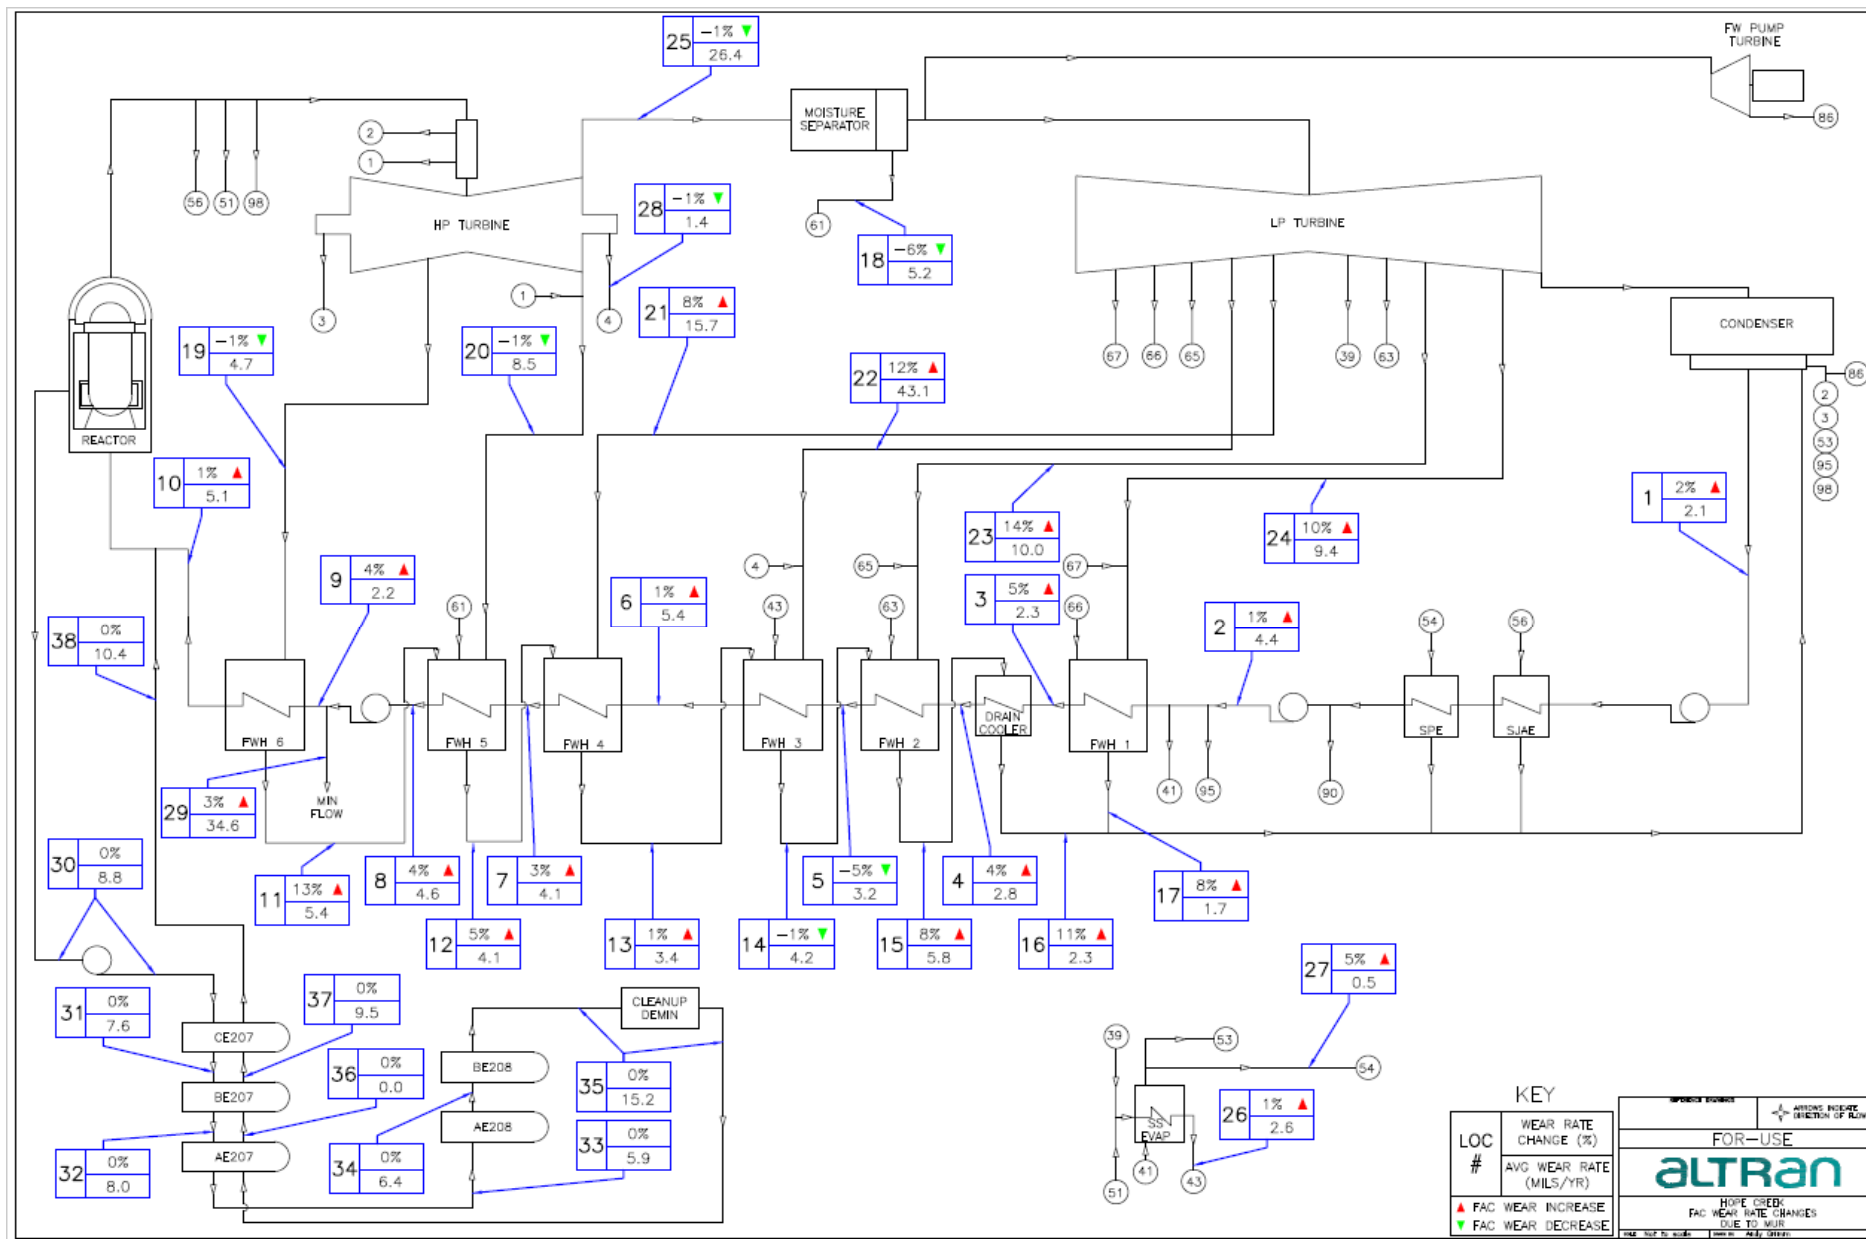 25 -1% 26.4
FW PUMP
TURBINE
MOISTURE
SEPARATOR
86
2
1
56 51 98
HP TURBINE
28 -1% 1.4
61
18 -6% 5.2
LP TURBINE
3
1
4
21 8% 15.7
67 66 65 39 63
CONDENSER
86
2
3
53
95
98
19 -1% 4.7
20 -1% 8.5
22 12% 43.1
REACTOR
10 1% 5.1
23 14% 10.0
24 10% 9.4
1 2% 2.1
9 4% 2.2
61
6 1% 5.4
4
43
65
63
3 5% 2.3
67
66
2 1% 4.4
54
56
38 0% 10.4
FWH 6
FWH 5
FWH 4
FWH 3
FWH 2
DRAIN
COOLER
FWH 1
SPE
SJAE
41 95 90
MIN
FLOW
29 3% 34.6
30 0% 8.8
11 13% 5.4
8 4% 4.6
7 3% 4.1
5 -5% 3.2
4 4% 2.8
17 8% 1.7
12 5% 4.1
13 1% 3.4
14 -1% 4.2
15 8% 5.8
16 11% 2.3
27 5% 0.5
31 0% 7.6
37 0% 9.5
CLEANUP
DEMIN
CE207
BE207
AE207
36 0% 0.0
BE208
AE208
35 0% 15.2
32 0% 8.0
34 0% 6.4
33 0% 5.9
39
53
54
SS
EVAP
51
41
43
26 1% 2.6
KEY
LOC
#
WEAR RATE
CHANGE (%)
AVG WEAR RATE
(MILS/YR)
FAC WEAR INCREASE
FAC WEAR DECREASE
REFERENCE DRAWINGS
ARROWS INDICATE
DIRECTION OF FLOW
FOR-USE
ALTRAN
HOPE CREEK
FAC WEAR RATE CHANGES
DUE TO MUR
Not to scale
Andy